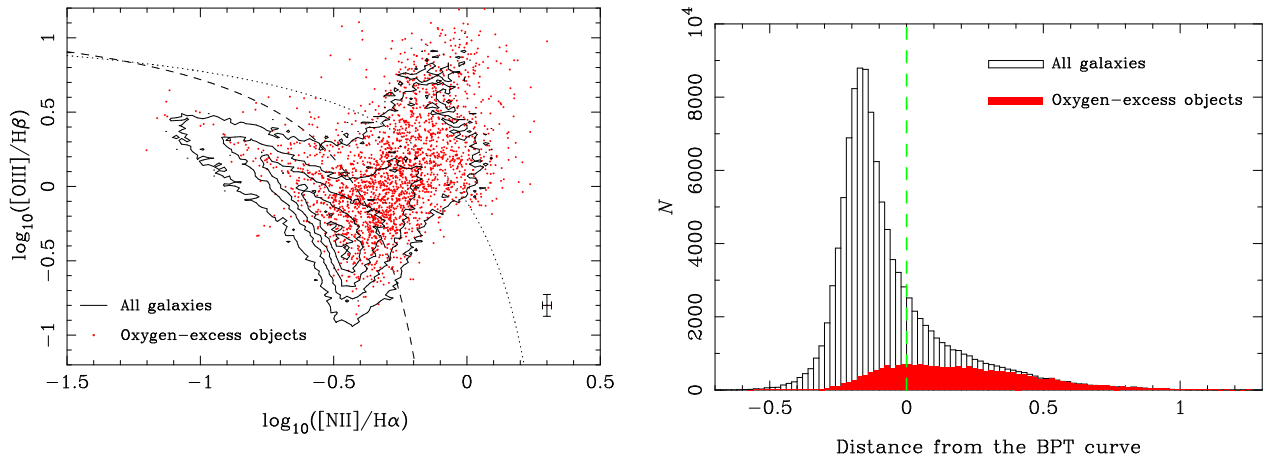 log10([OIII]/Hβ)
1
0.5
0
−0.5
−1
All galaxies
Oxygen−excess objects
−1.5
−1
−0.5
0
0.5
log10([NII]/Hα)
N
10⁴
8000
6000
4000
2000
0
All galaxies
Oxygen−excess objects
−0.5
0
0.5
1
Distance from the BPT curve